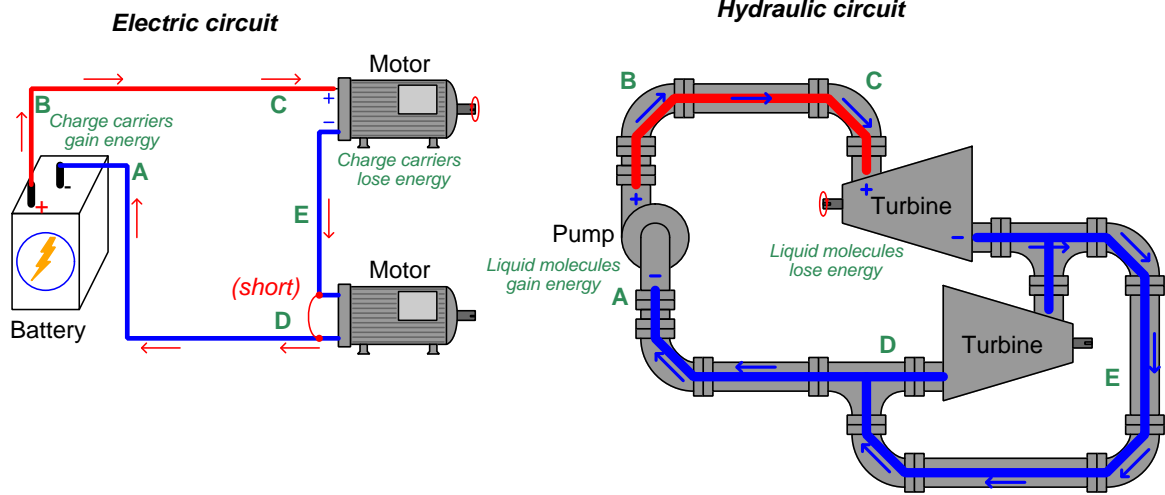 Electric circuit
Hydraulic circuit
Motor
B
C
+
-
Charge carriers
gain energy
Charge carriers
lose energy
A
-
+
E
Battery
(short)
D
Motor
B
C
+
+
Turbine
Pump
-
-
Liquid molecules
gain energy
Liquid molecules
lose energy
A
D
Turbine
E